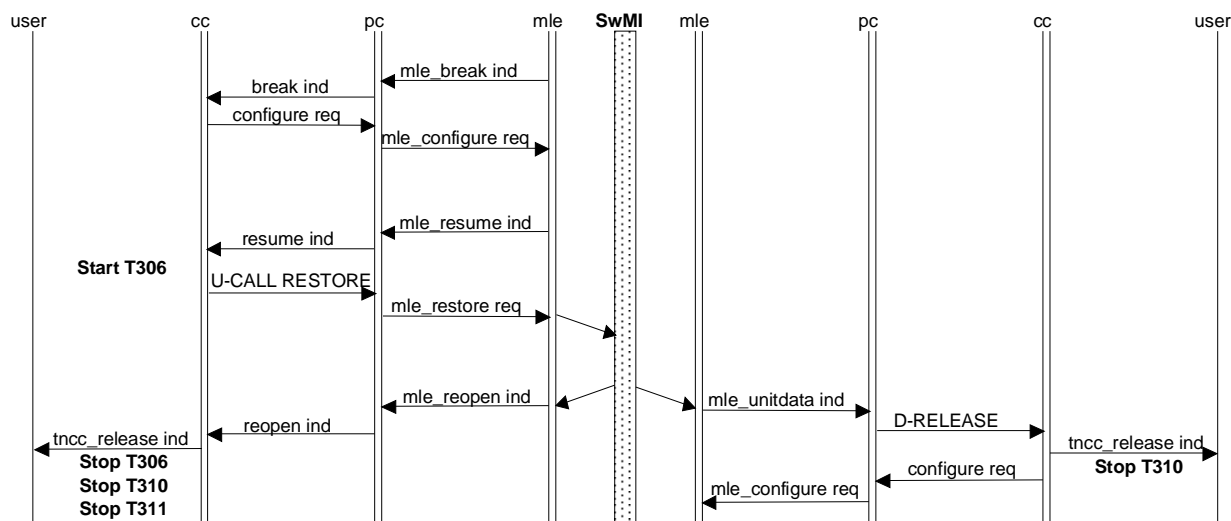 user cc pc mle SwMI mle pc cc user
mle_break ind
break ind
configure req
mle_configure req
mle_resume ind
resume ind
Start T306
U-CALL RESTORE
mle_restore req
mle_reopen ind
mle_unitdata ind
D-RELEASE
reopen ind
tncc_release ind
tncc_release ind
Stop T306
Stop T310
configure req
Stop T310
mle_configure req
Stop T311